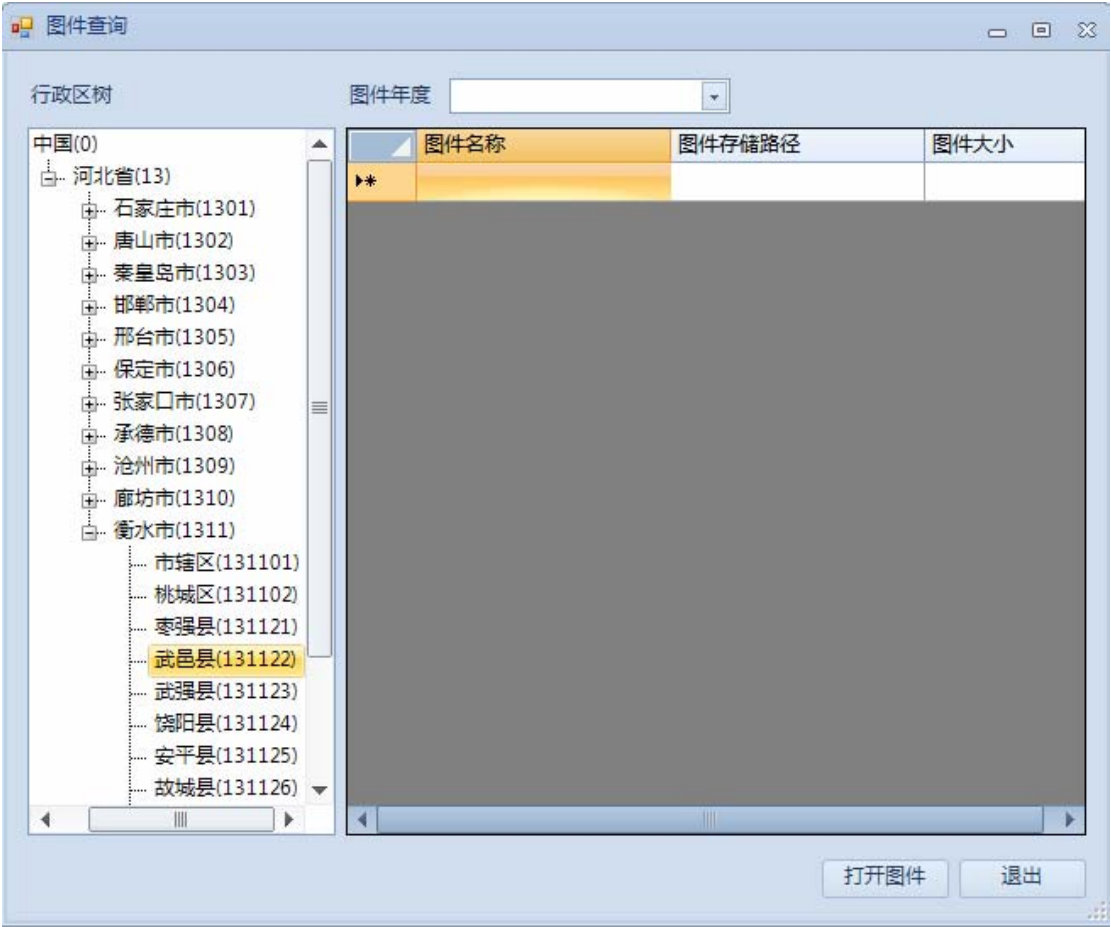 图件查询
行政区树
图件年度
中国(0)
河北省(13)
石家庄市(1301)
唐山市(1302)
秦皇岛市(1303)
邯郸市(1304)
邢台市(1305)
保定市(1306)
张家口市(1307)
承德市(1308)
沧州市(1309)
廊坊市(1310)
衡水市(1311)
市辖区(131101)
桃城区(131102)
枣强县(131121)
武邑县(131122)
武强县(131123)
饶阳县(131124)
安平县(131125)
故城县(131126)
图件名称 图件存储路径 图件大小
打开图件 退出